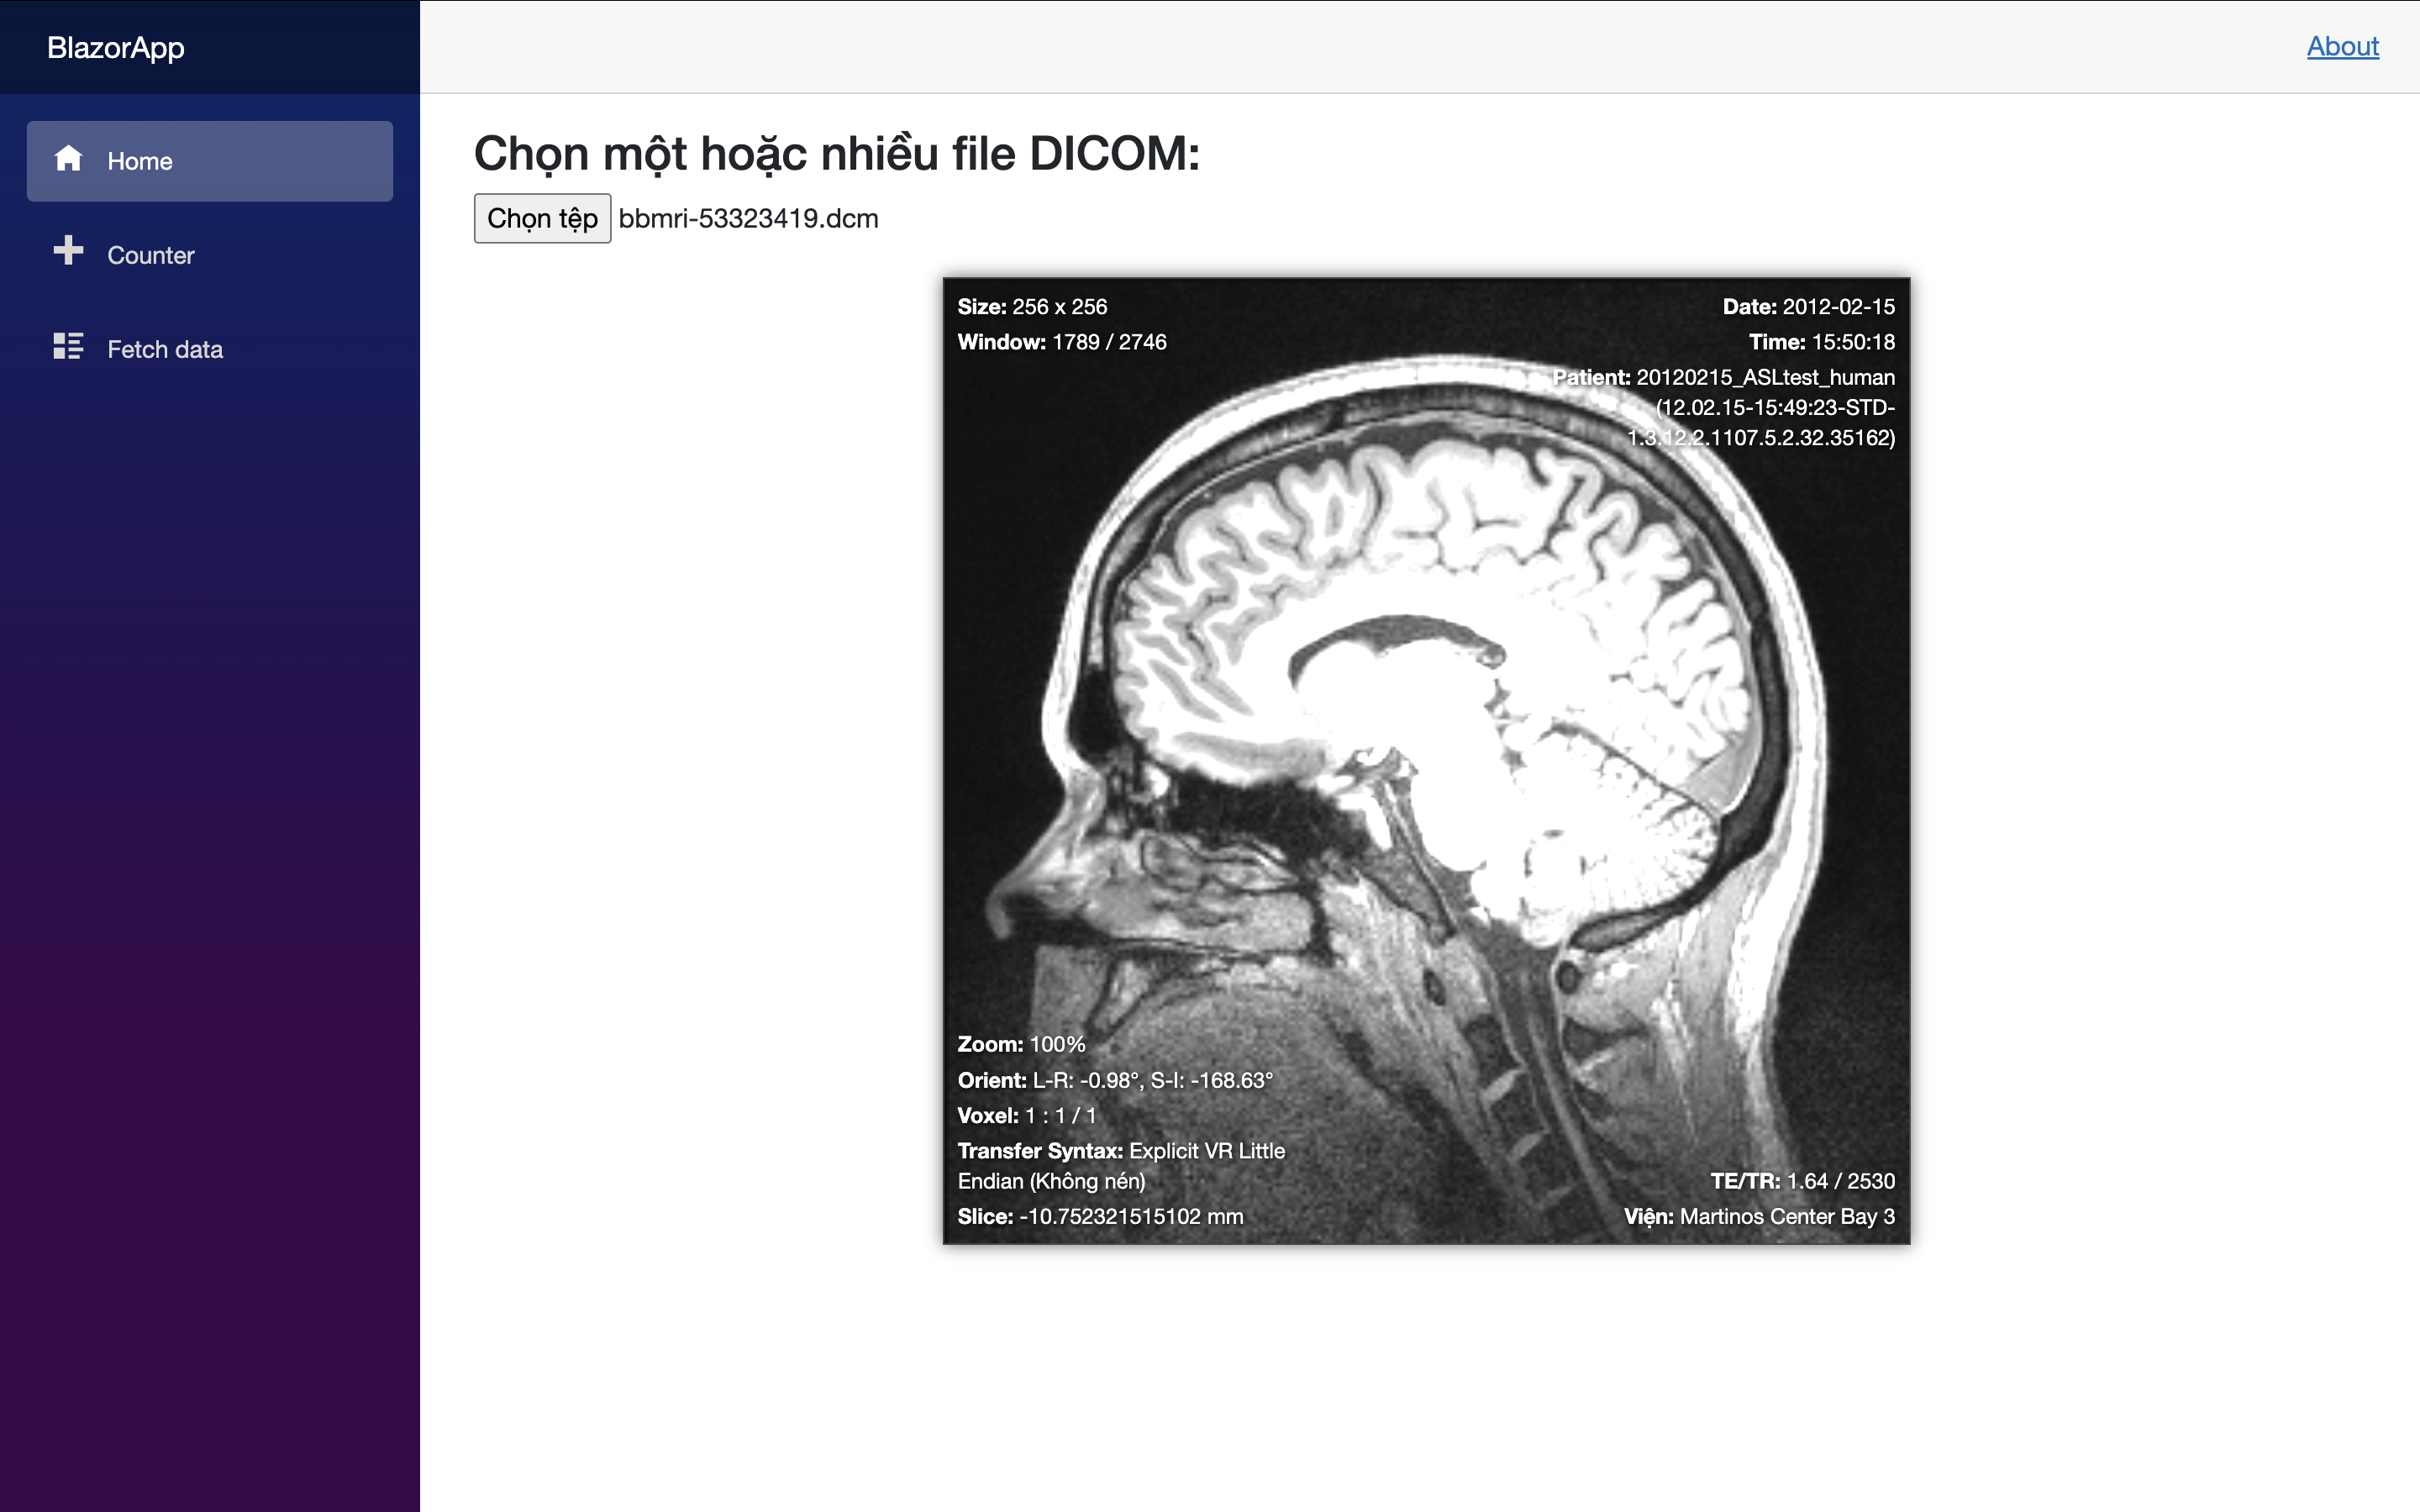 BlazorApp
About
Home
Counter
Fetch data
Chọn một hoặc nhiều file DICOM:
Chọn tệp bbmri-53323419.dcm
Size: 256 x 256
Window: 1789 / 2746
Date: 2012-02-15
Time: 15:50:18
Patient: 20120215_ASLtest_human
(12.02.15-15:49:23-STD-
1.3.12.2.1107.5.2.32.35162)
Zoom: 100%
Orient: L-R: -0.98°, S-I: -168.63°
Voxel: 1 : 1 / 1
Transfer Syntax: Explicit VR Little
Endian (Không nén)
Slice: -10.752321515102 mm
TE/TR: 1.64 / 2530
Viện: Martinos Center Bay 3